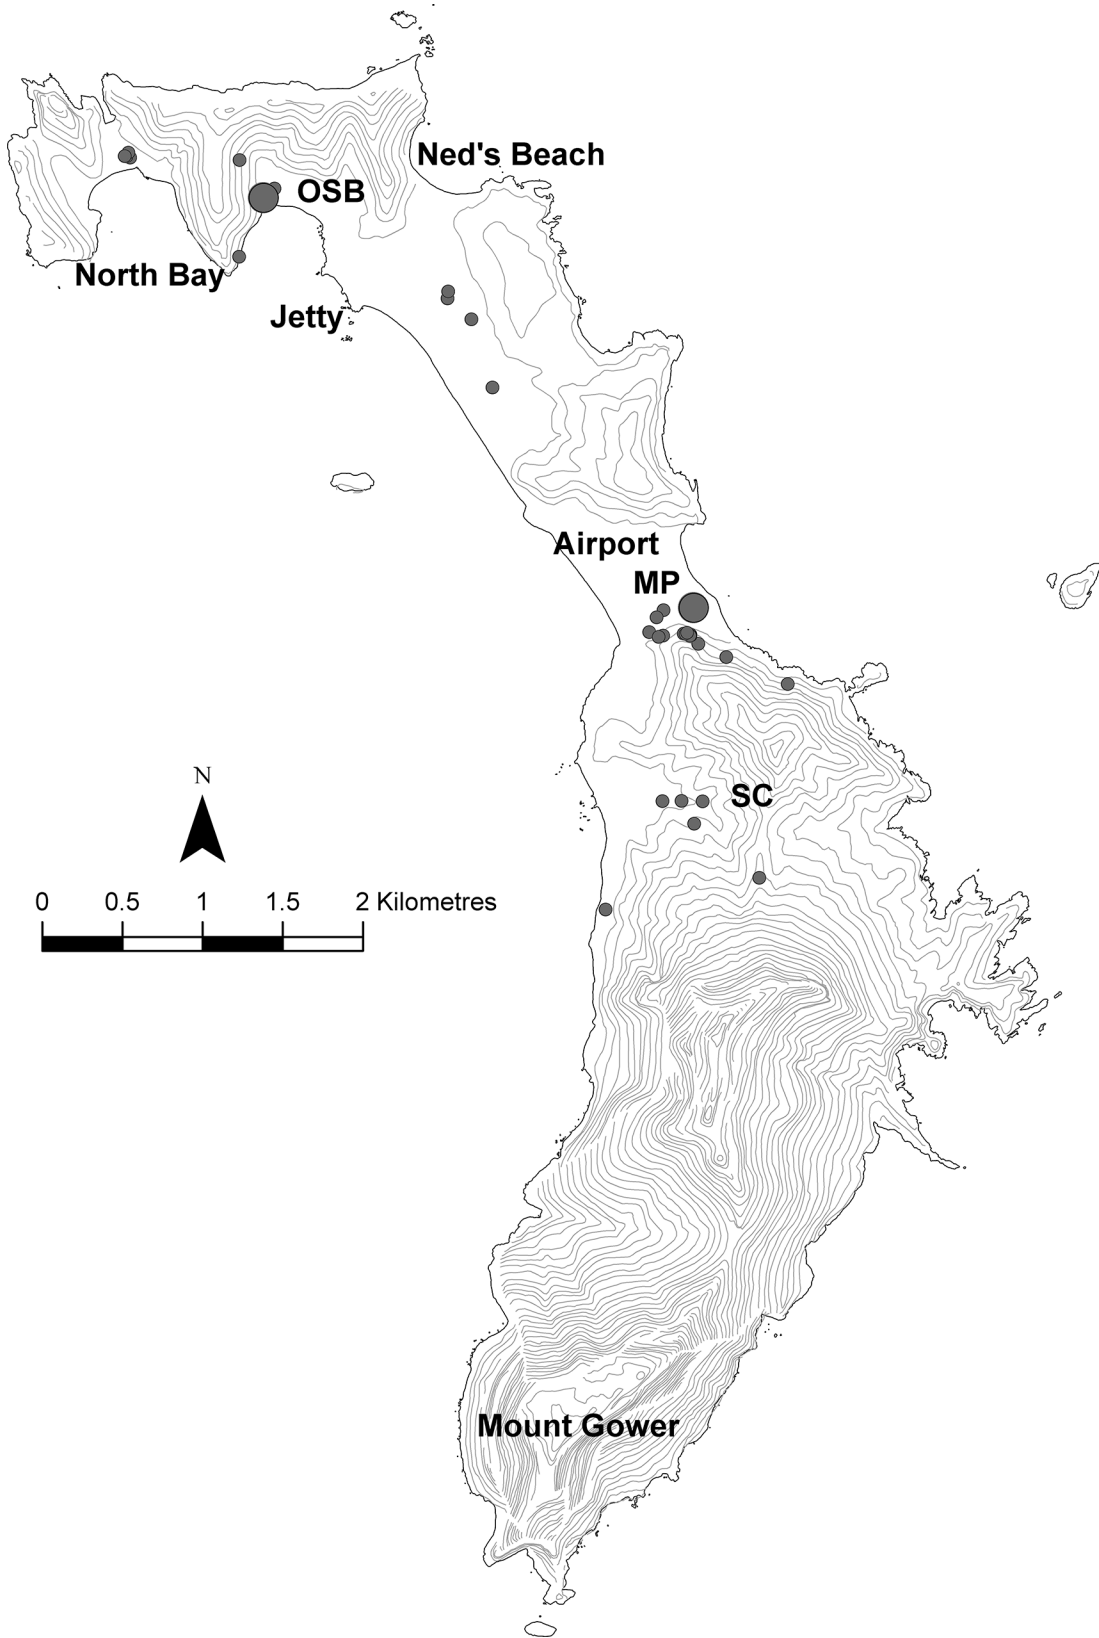 Ned's Beach
OSB
North Bay
Jetty
Airport
MP
N
SC
0 0.5 1 1.5 2 Kilometres
Mount Gower